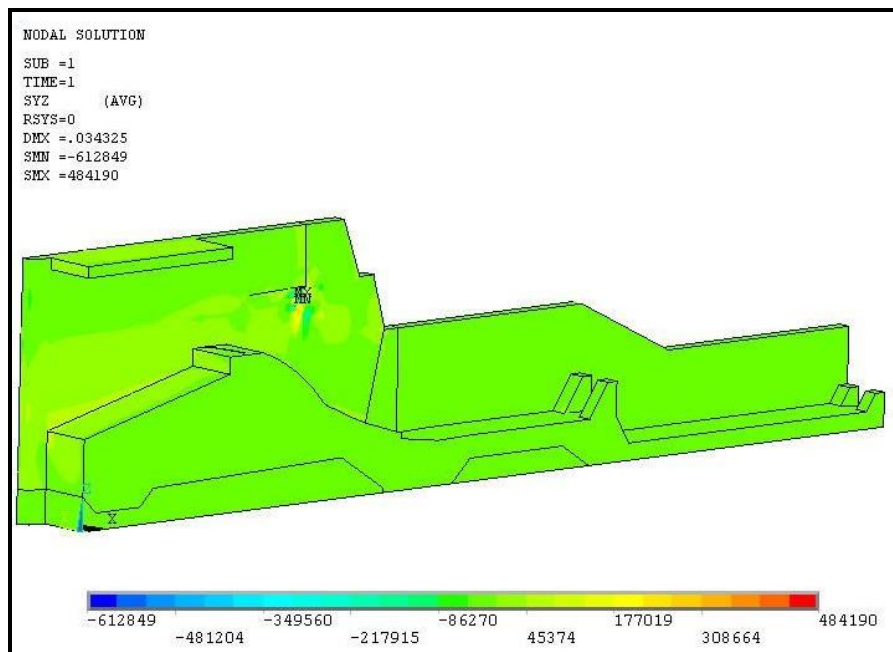 NODAL SOLUTION
SUB =1
TIME=1
SYZ (AVG)
RSYS=0
DMX =.034325
SMN =-612849
SMX =484190
MX
MN
Z
X
-612849 -349560 -86270 177019 484190
-481204 -217915 45374 308664